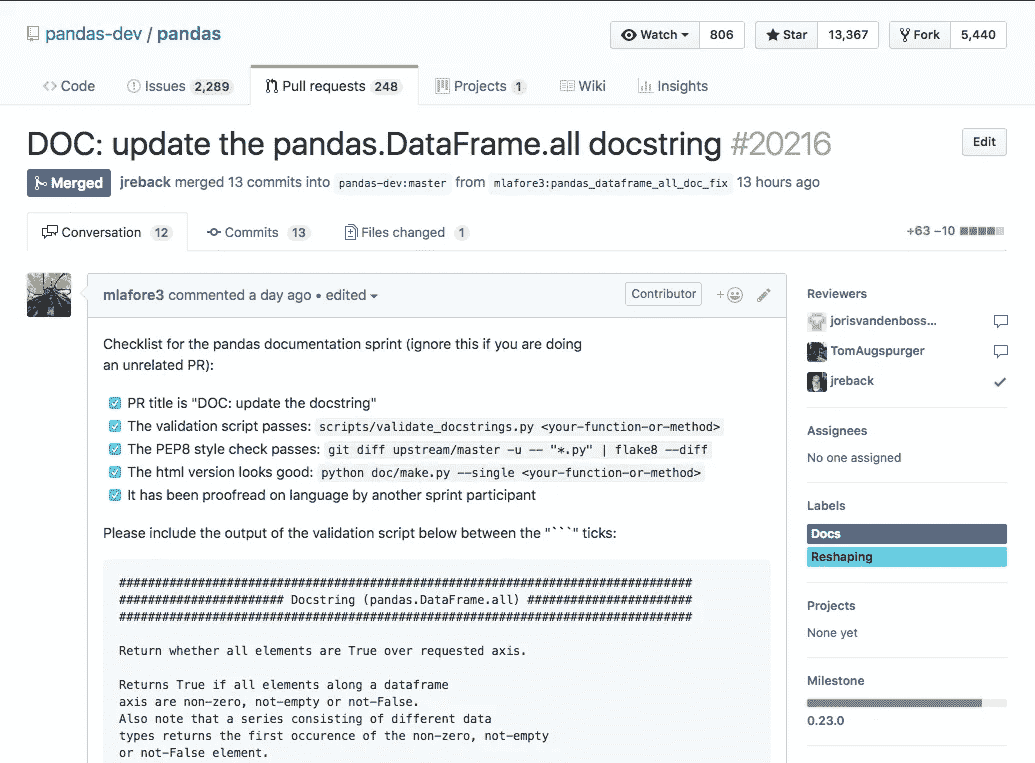 pandas-dev / pandas
Watch 806 Star 13,367 Fork 5,440
Code Issues 2,289 Pull requests 248 Projects 1 Wiki Insights
DOC: update the pandas.DataFrame.all docstring #20216
Edit
Merged jreback merged 13 commits into pandas-dev:master from mlafore3:pandas_dataframe_all_doc_fix 13 hours ago
Conversation 12 Commits 13 Files changed 1 +63 −10
mlafore3 commented a day ago • edited Contributor
Checklist for the pandas documentation sprint (ignore this if you are doing
an unrelated PR):
PR title is "DOC: update the docstring"
The validation script passes: scripts/validate_docstrings.py <your-function-or-method>
The PEP8 style check passes: git diff upstream/master -u -- "*.py" | flake8 --diff
The html version looks good: python doc/make.py --single <your-function-or-method>
It has been proofread on language by another sprint participant
Please include the output of the validation script below between the "```" ticks:
################################################################################
####################### Docstring (pandas.DataFrame.all) #######################
################################################################################
Return whether all elements are True over requested axis.
Returns True if all elements along a dataframe
axis are non-zero, not-empty or not-False.
Also note that a series consisting of different data
types returns the first occurence of the non-zero, not-empty
or not-False element.
Reviewers
jorisvandenboss...
TomAugspurger
jreback
Assignees
No one assigned
Labels
Docs
Reshaping
Projects
None yet
Milestone
0.23.0